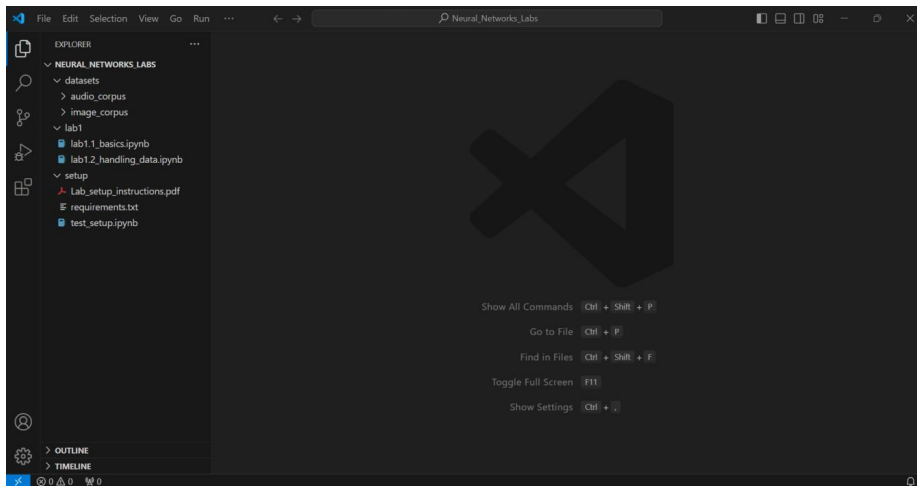 File Edit Selection View Go Run ...
Neural_Networks_Labs
EXPLORER
NEURAL_NETWORKS_LABS
datasets
audio_corpus
image_corpus
lab1
lab1.1_basics.ipynb
lab1.2_handling_data.ipynb
setup
Lab_setup_instructions.pdf
requirements.txt
test_setup.ipynb
Show All Commands Ctrl + Shift + P
Go to File Ctrl + P
Find in Files Ctrl + Shift + F
Toggle Full Screen F11
Show Settings Ctrl + ,
OUTLINE
TIMELINE
0 0 0